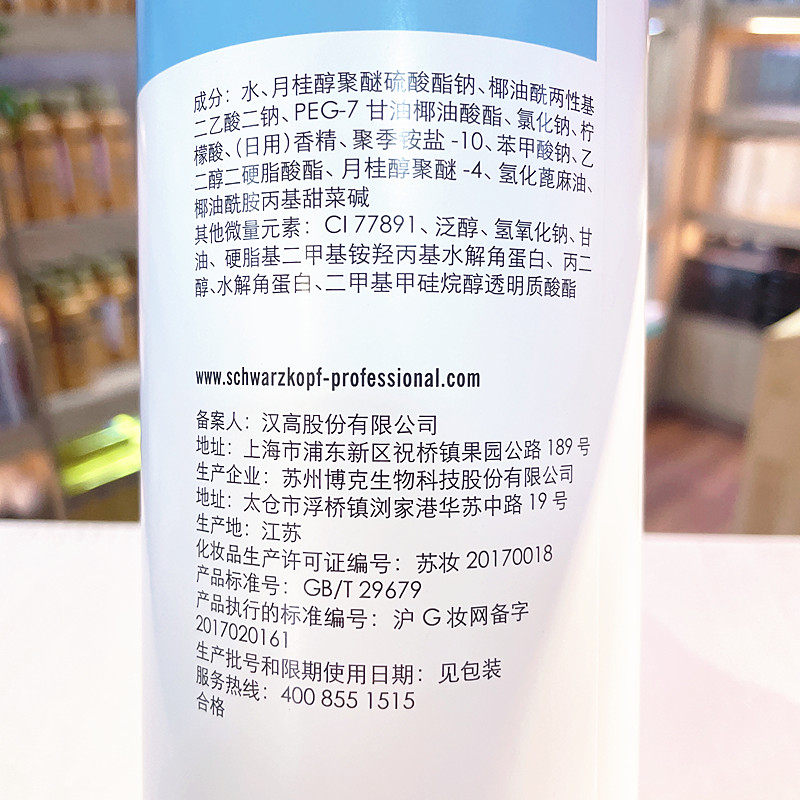 成分：水、月桂醇聚醚硫酸酯钠、椰油酰两性基
二乙酸二钠、PEG-7 甘油椰油酸酯、氯化钠、柠
檬酸、(日用)香精、聚季铵盐 -10、苯甲酸钠、乙
二醇二硬脂酸酯、月桂醇聚醚 -4、氢化蓖麻油、
椰油酰胺丙基甜菜碱
其他微量元素：CI 77891、泛醇、氢氧化钠、甘
油、硬脂基二甲基铵羟丙基水解角蛋白、丙二
醇、水解角蛋白、二甲基甲硅烷醇透明质酸酯
www.schwarzkopf-professional.com
备案人：汉高股份有限公司
地址：上海市浦东新区祝桥镇果园公路 189 号
生产企业：苏州博克生物科技股份有限公司
地址：太仓市浮桥镇浏家港华苏中路 19 号
生产地：江苏
化妆品生产许可证编号：苏妆 20170018
产品标准号：GB/T 29679
产品执行的标准编号：沪 G 妆网备字
2017020161
生产批号和限期使用日期：见包装
服务热线：400 855 1515
合格